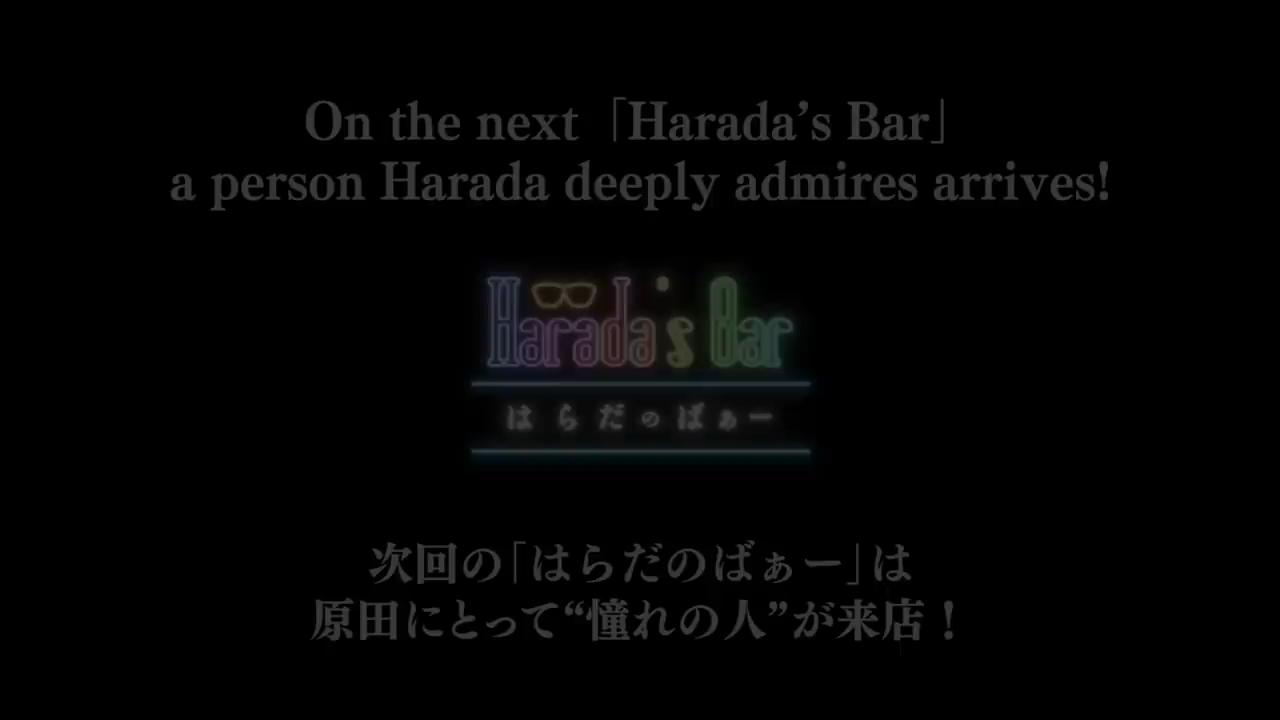 On the next「Harada’s Bar」
a person Harada deeply admires arrives!
Harada's Bar
はらだのばぁー
次回の「はらだのばぁー」は
原田にとって“憧れの人”が来店！